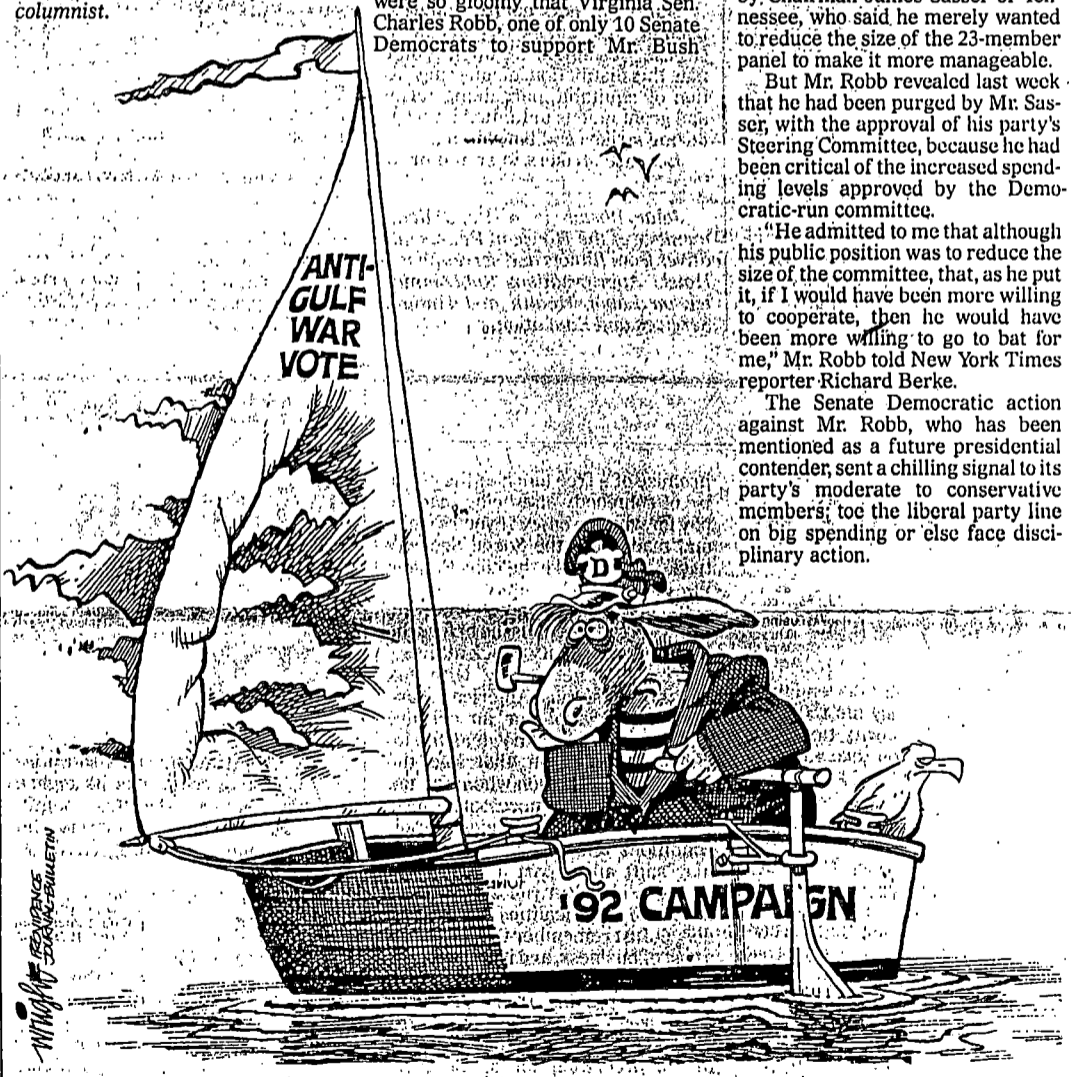 columnist.
were so gloomy that Virginia Sen.
Charles Robb, one of only 10 Senate
Democrats to support Mr. Bush
by Chairman James Sasser of Ten-
nessee, who said he merely wanted
to reduce the size of the 23-member
panel to make it more manageable.
But Mr. Robb revealed last week
that he had been purged by Mr. Sas-
ser, with the approval of his party's
Steering Committee, because he had
been critical of the increased spend-
ing levels approved by the Demo-
cratic-run committee.
"He admitted to me that although
his public position was to reduce the
size of the committee, that, as he put
it, if I would have been more willing
to cooperate, then he would have
been more willing to go to bat for
me," Mr. Robb told New York Times
reporter Richard Berke.
The Senate Democratic action
against Mr. Robb, who has been
mentioned as a future presidential
contender, sent a chilling signal to its
party's moderate to conservative
members: toe the liberal party line
on big spending or else face disci-
plinary action.
ANTI-
GULF
WAR
VOTE
D
'92 CAMPAIGN
PROVIDENCE
JOURNAL-BULLETIN